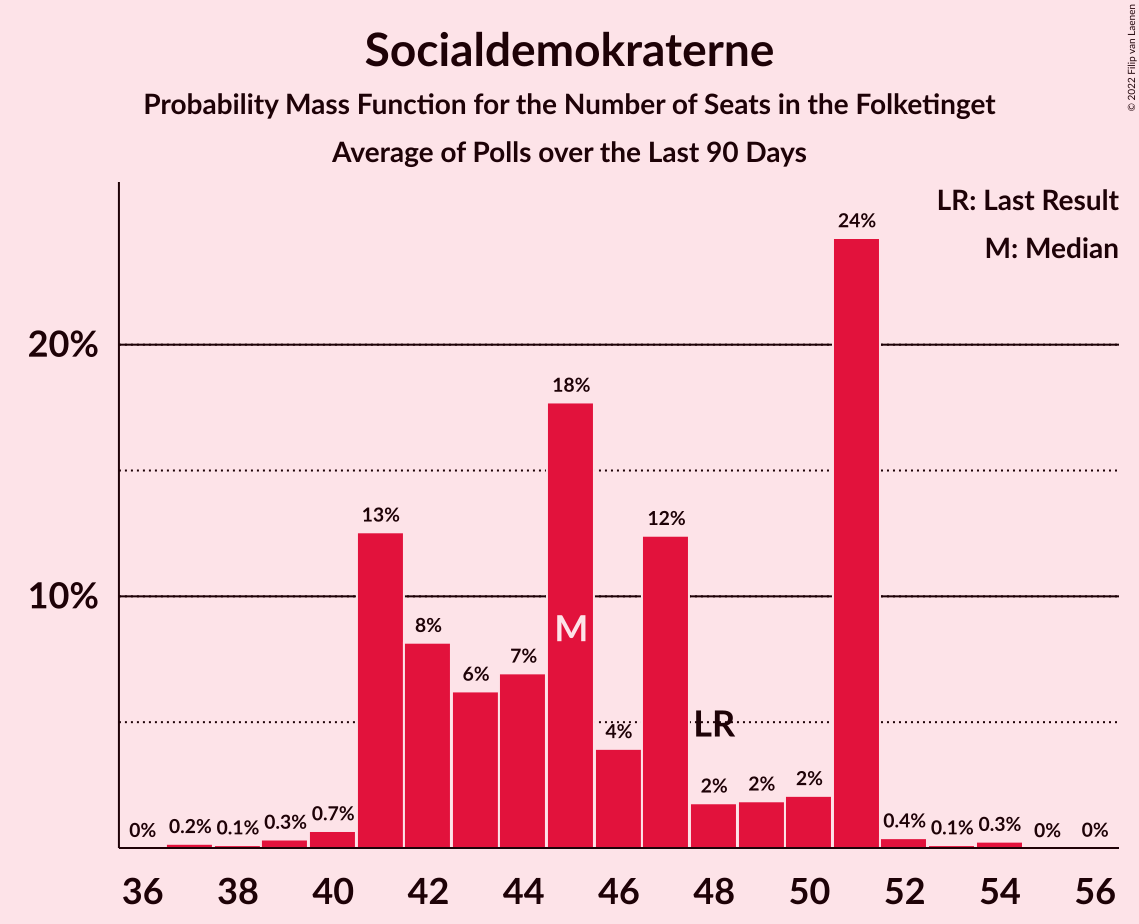 Socialdemokraterne
Probability Mass Function for the Number of Seats in the Folketinget
Average of Polls over the Last 90 Days
© 2022 Filip van Laenen
LR: Last Result
M: Median
20%
10%
0% 0.2% 0.1% 0.3% 0.7% 13% 8% 6% 7% 18% 4% 12% 2% 2% 2% 24% 0.4% 0.1% 0.3% 0% 0%
M
LR
36 38 40 42 44 46 48 50 52 54 56